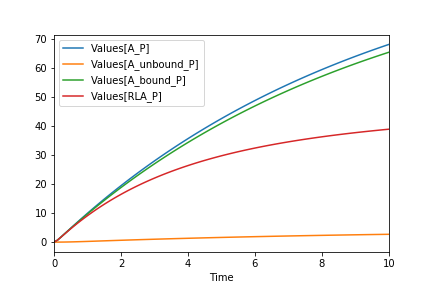 70
60
50
40
30
20
10
0
Values[A_P]
Values[A_unbound_P]
Values[A_bound_P]
Values[RLA_P]
0 2 4 6 8 10
Time